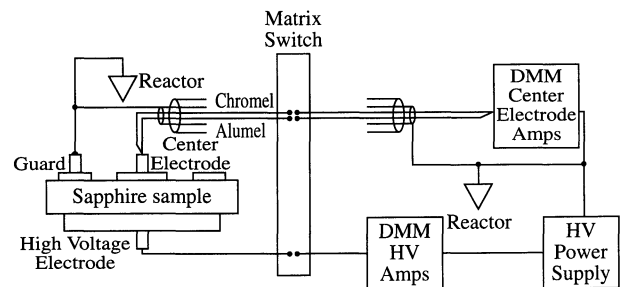 Matrix
Switch
Reactor
Chromel
Alumel
Center
Electrode
Guard
Sapphire sample
High Voltage
Electrode
DMM
Center
Electrode
Amps
Reactor
DMM
HV
Amps
HV
Power
Supply